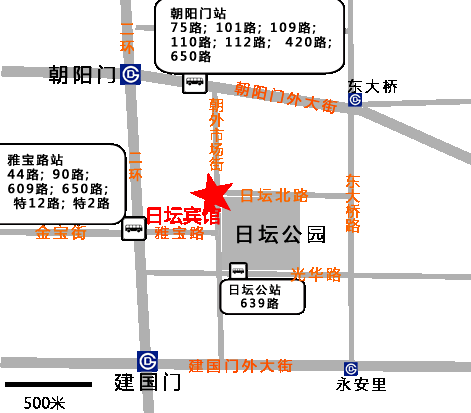 朝阳门站
75路; 101路; 109路;
110路; 112路; 420路;
650路
二环
朝阳门
朝阳门外大街
东大桥
朝外市场街
雅宝路站
44路; 90路;
609路; 650路;
特12路; 特2路
二环
日坛北路
东大桥路
日坛宾馆
金宝街
雅宝路
日坛公园
光华路
日坛公站
639路
建国门外大街
建国门
永安里
500米